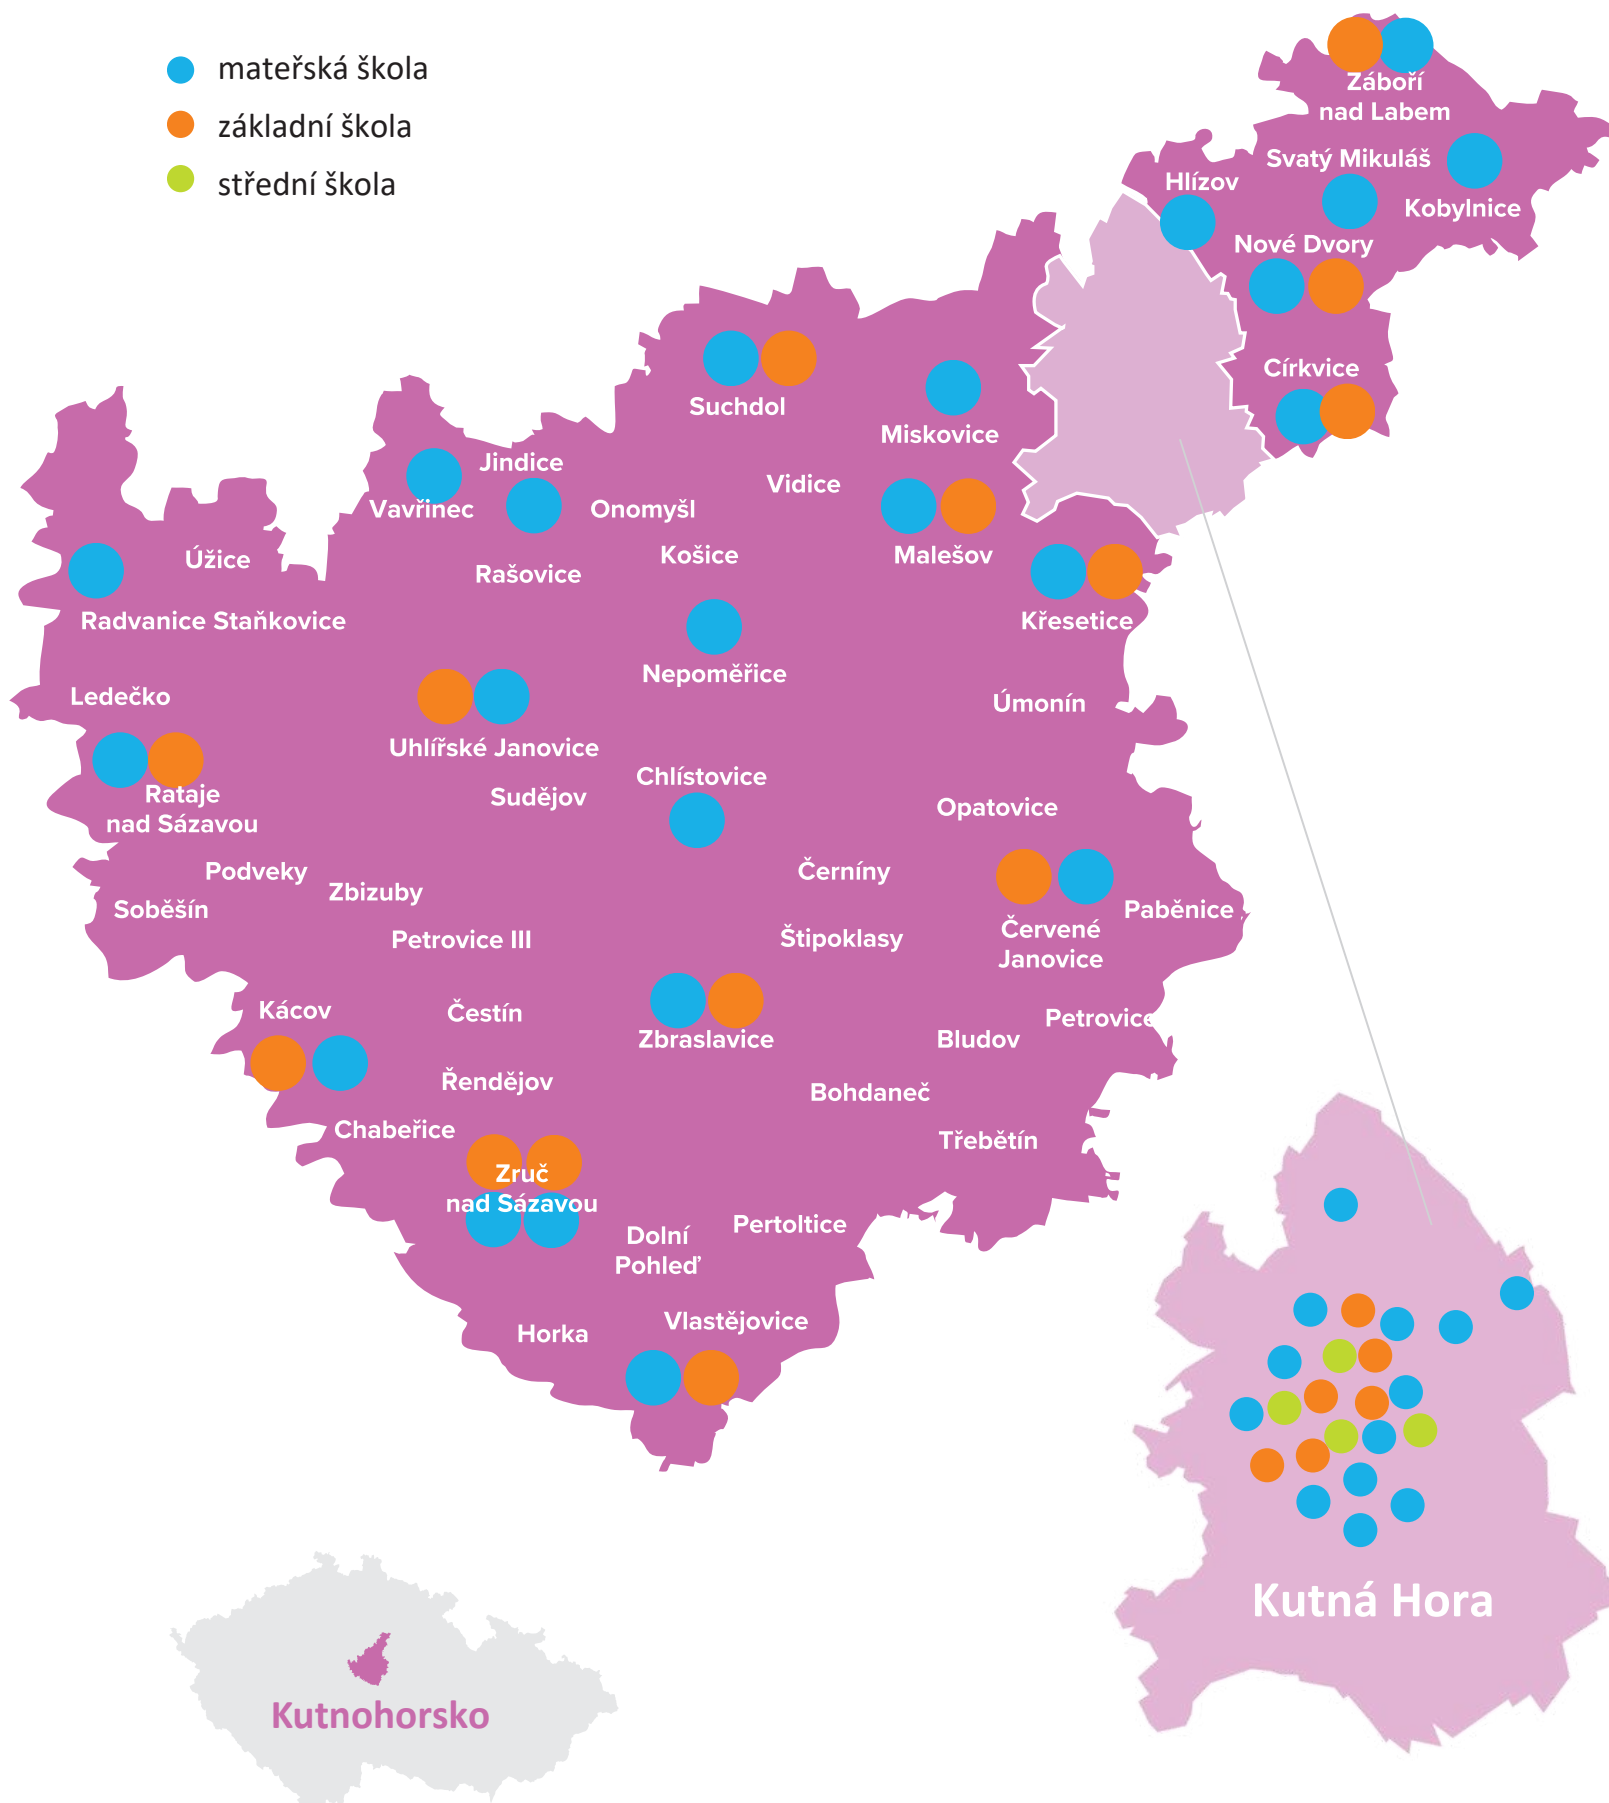 mateřská škola
základní škola
střední škola
Záboří
nad Labem
Svatý Mikuláš
Hlízov
Kobylnice
Nové Dvory
Církvice
Suchdol
Miskovice
Jindice
Vidice
Vavřinec
Onomyšl
Košice
Malešov
Úžice
Rašovice
Radvanice Staňkovice
Křesetice
Nepoměřice
Ledečko
Úmonín
Uhlířské Janovice
Chlístovice
Rataje
nad Sázavou
Sudějov
Opatovice
Podveky
Zbizuby
Černíny
Soběšín
Paběnice
Petrovice III
Štipoklasy
Červené
Janovice
Kácov
Čestín
Petrovice
Zbraslavice
Bludov
Řendějov
Bohdaneč
Chabeřice
Třebětín
Zruč
nad Sázavou
Dolní
Pohleď
Pertoltice
Horka
Vlastějovice
Kutná Hora
Kutnohorsko